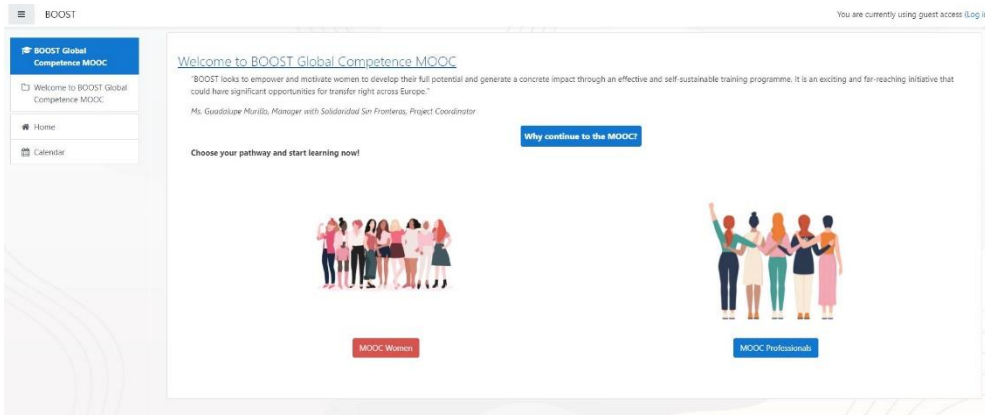 BOOST
You are currently using guest access (Log in
BOOST Global
Competence MOOC
Welcome to BOOST Global
Competence MOOC
Home
Calendar
Welcome to BOOST Global Competence MOOC
"BOOST looks to empower and motivate women to develop their full potential and generate a concrete impact through an effective and self-sustainable training programme. It is an exciting and far-reaching initiative that
could have significant opportunities for transfer right across Europe."
Ms. Guadalupe Murillo, Manager with Solidaridad Sin Fronteras, Project Coordinator
Why continue to the MOOC?
Choose your pathway and start learning now!
MOOC Women
MOOC Professionals